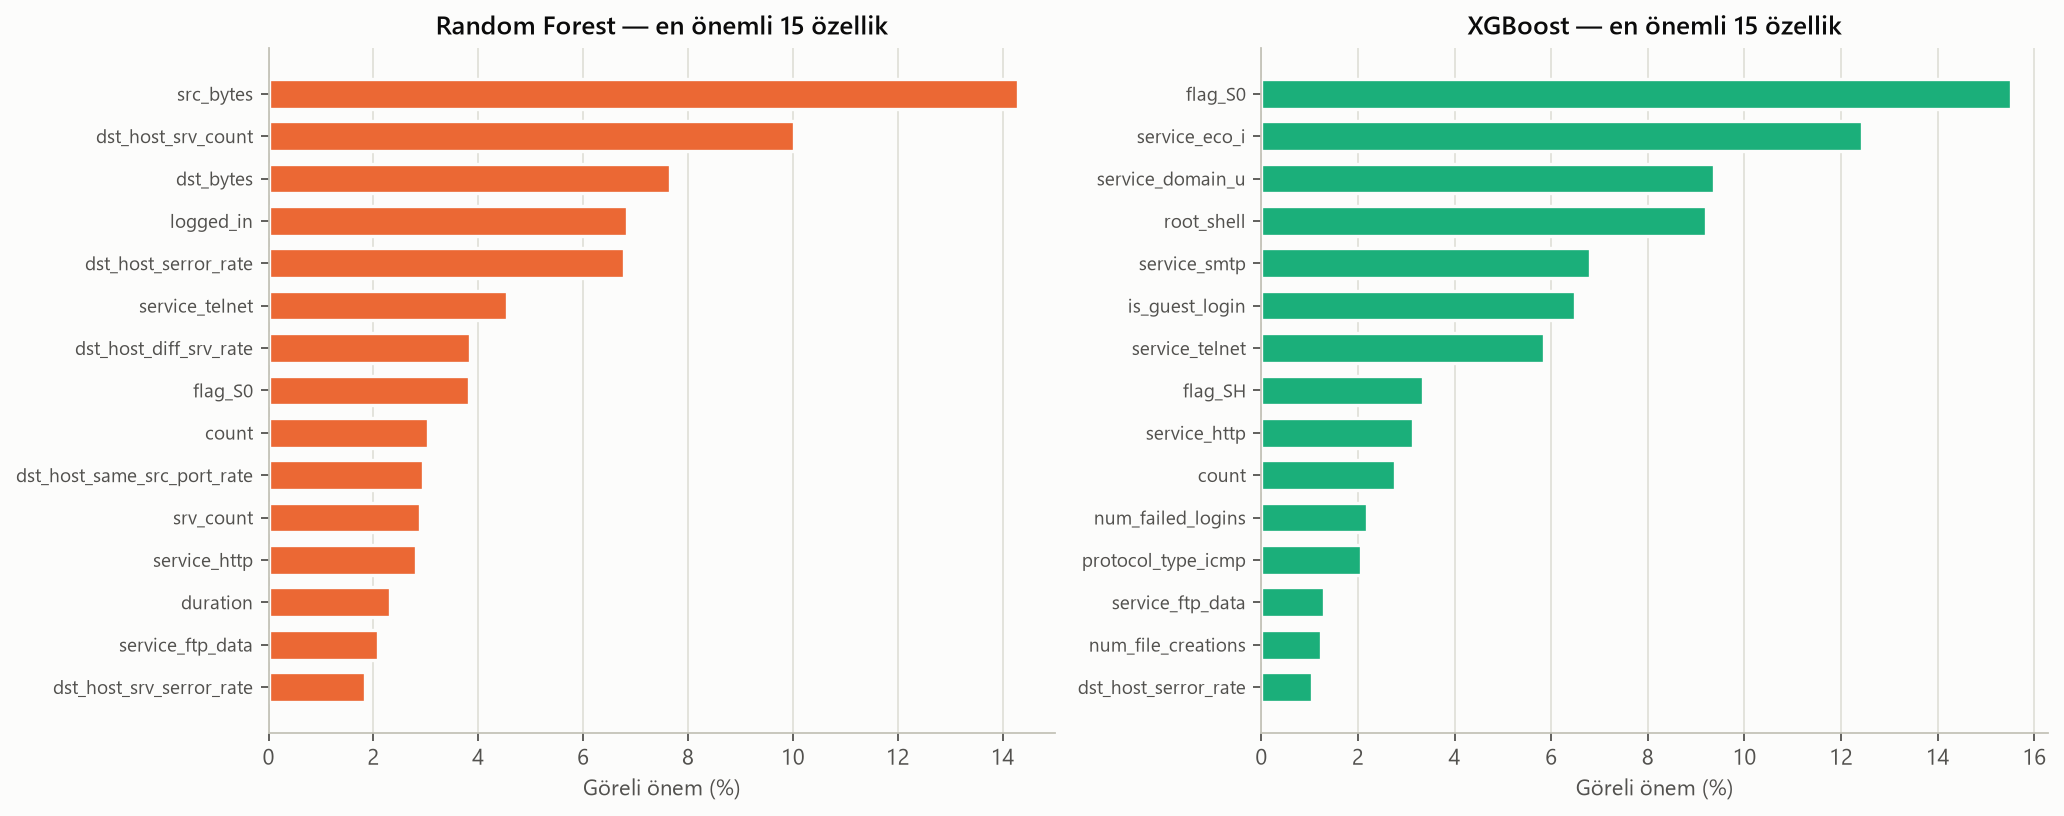 Random Forest — en önemli 15 özellik
src_bytes
dst_host_srv_count
dst_bytes
logged_in
dst_host_serror_rate
service_telnet
dst_host_diff_srv_rate
flag_S0
count
dst_host_same_src_port_rate
srv_count
service_http
duration
service_ftp_data
dst_host_srv_serror_rate
0 2 4 6 8 10 12 14
Göreli önem (%)
XGBoost — en önemli 15 özellik
flag_S0
service_eco_i
service_domain_u
root_shell
service_smtp
is_guest_login
service_telnet
flag_SH
service_http
count
num_failed_logins
protocol_type_icmp
service_ftp_data
num_file_creations
dst_host_serror_rate
0 2 4 6 8 10 12 14 16
Göreli önem (%)